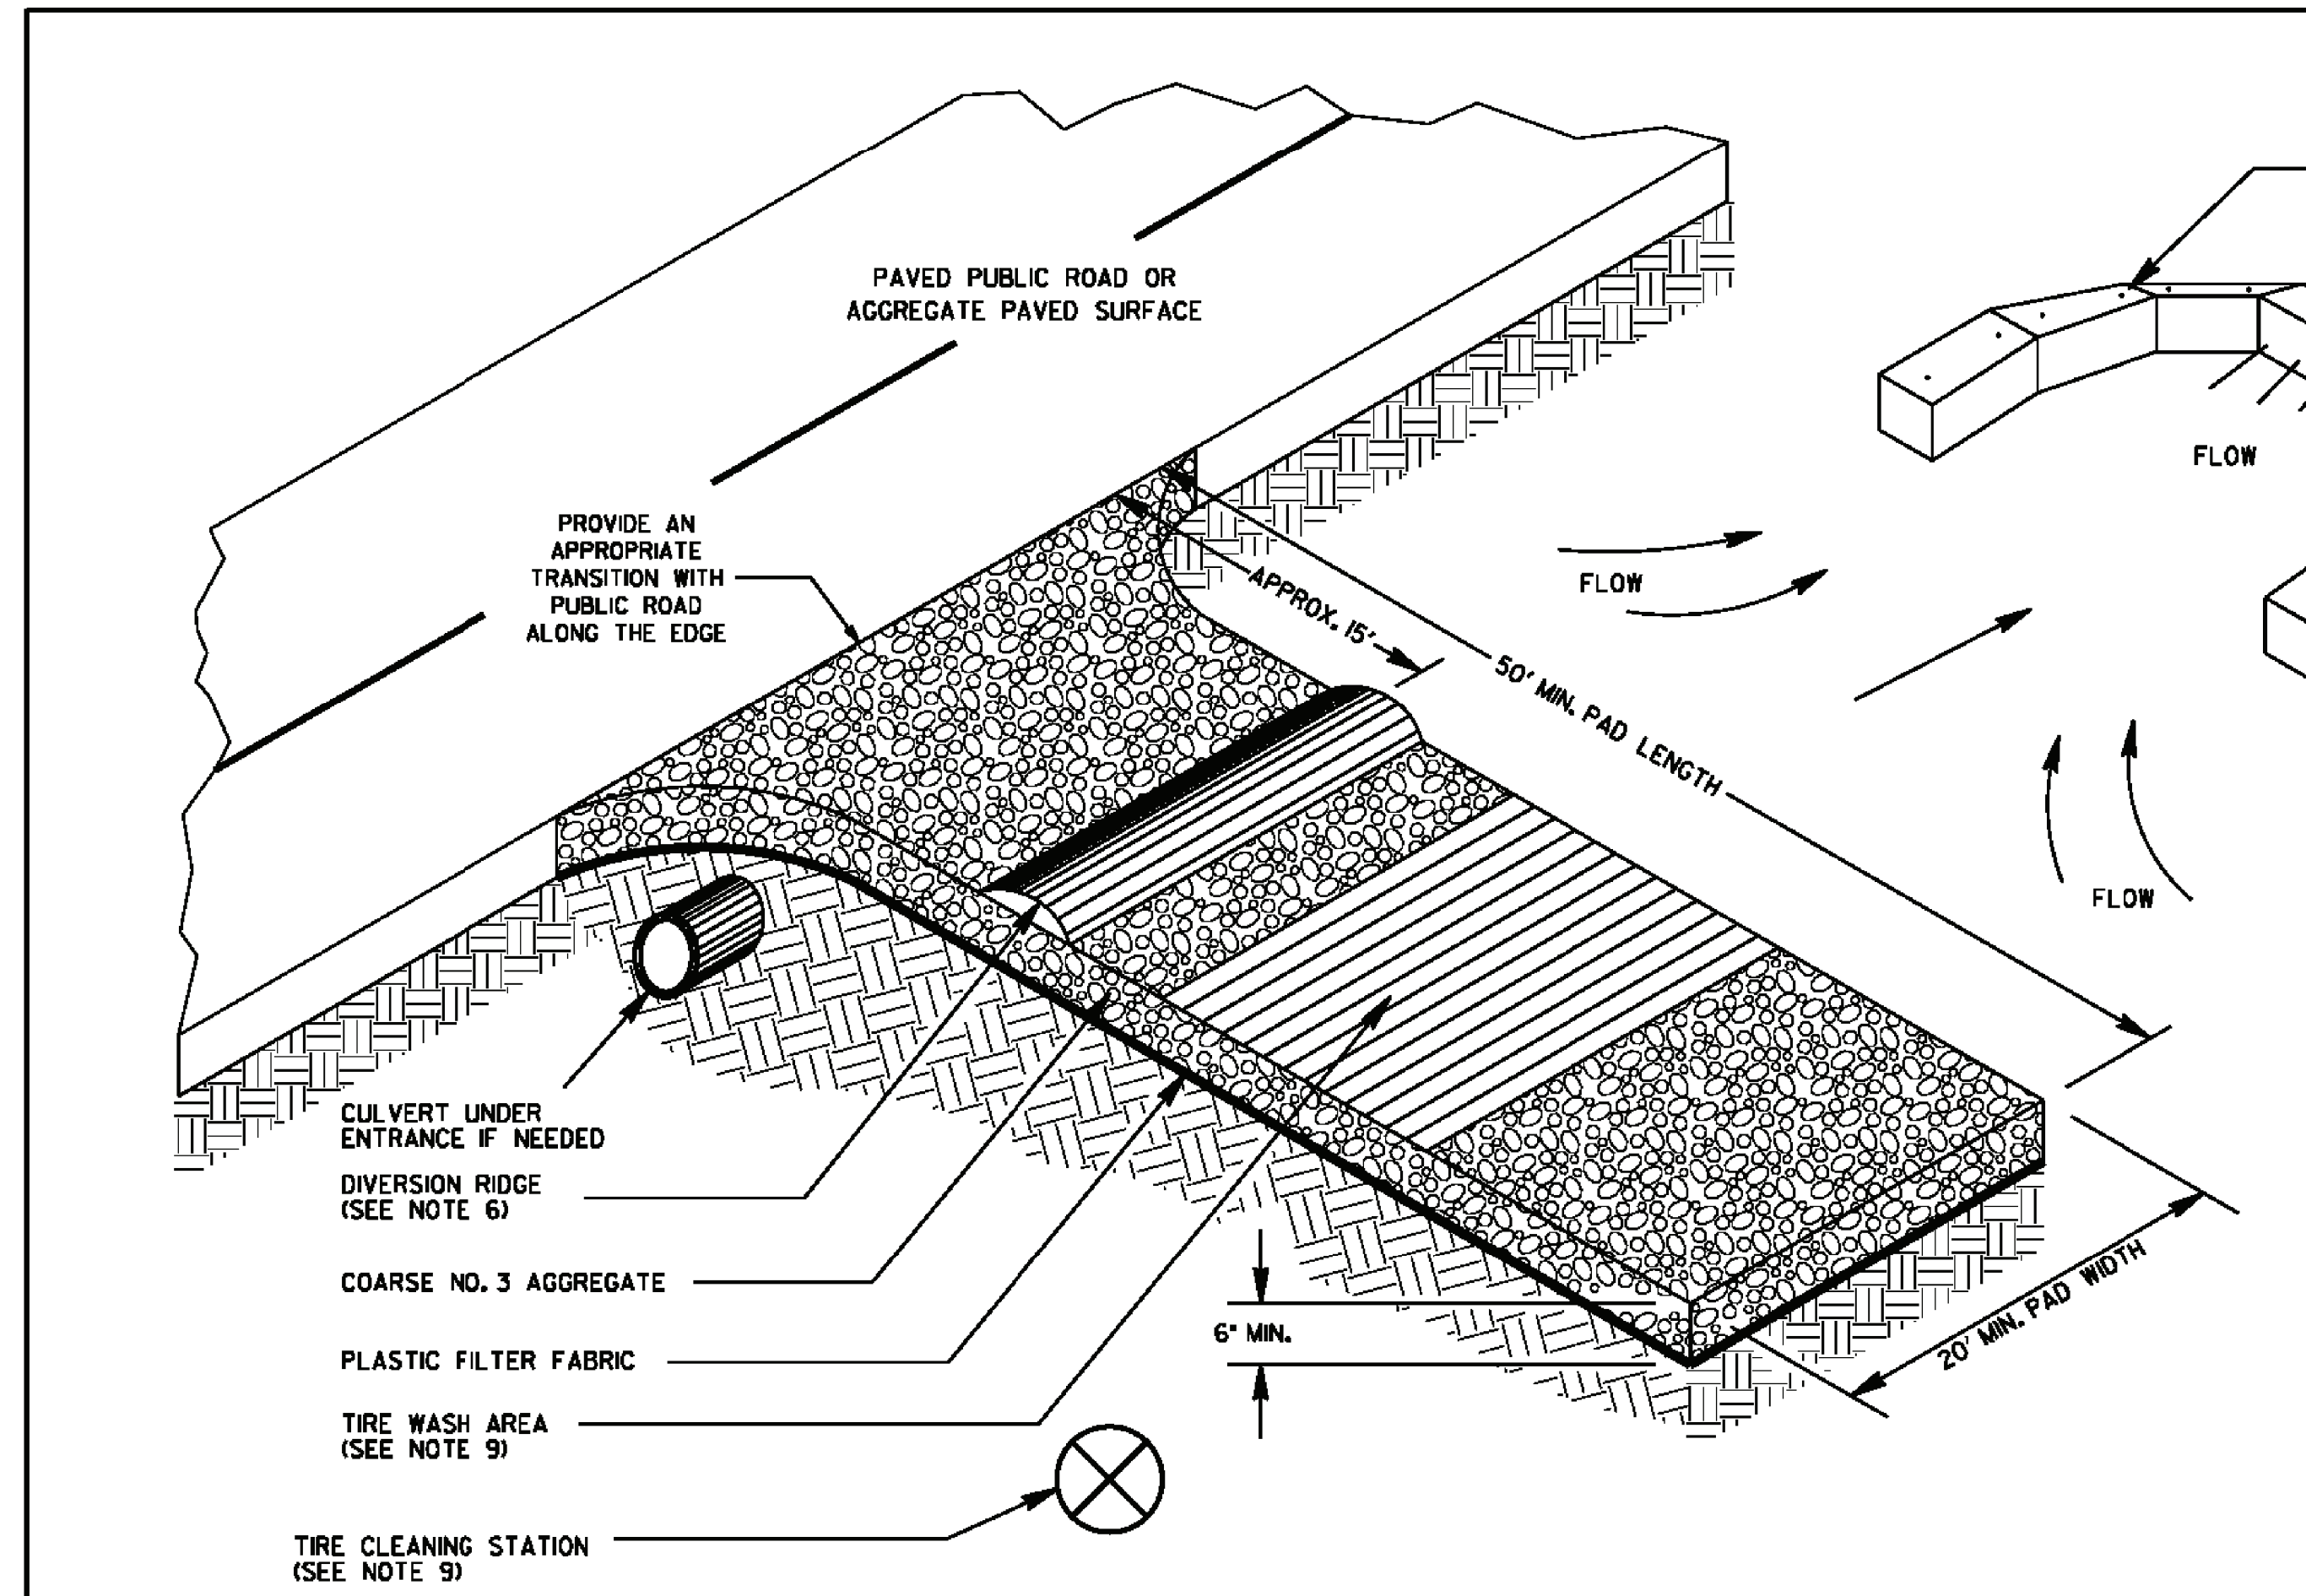 PAVED PUBLIC ROAD OR
AGGREGATE PAVED SURFACE
FLOW
PROVIDE AN
APPROPRIATE
TRANSITION WITH
PUBLIC ROAD
ALONG THE EDGE
APPROX. 15'
FLOW
50' MIN. PAD LENGTH
FLOW
CULVERT UNDER
ENTRANCE IF NEEDED
DIVERSION RIDGE
(SEE NOTE 6)
COARSE NO. 3 AGGREGATE
6" MIN.
20' MIN. PAD WIDTH
PLASTIC FILTER FABRIC
TIRE WASH AREA
(SEE NOTE 9)
TIRE CLEANING STATION
(SEE NOTE 9)